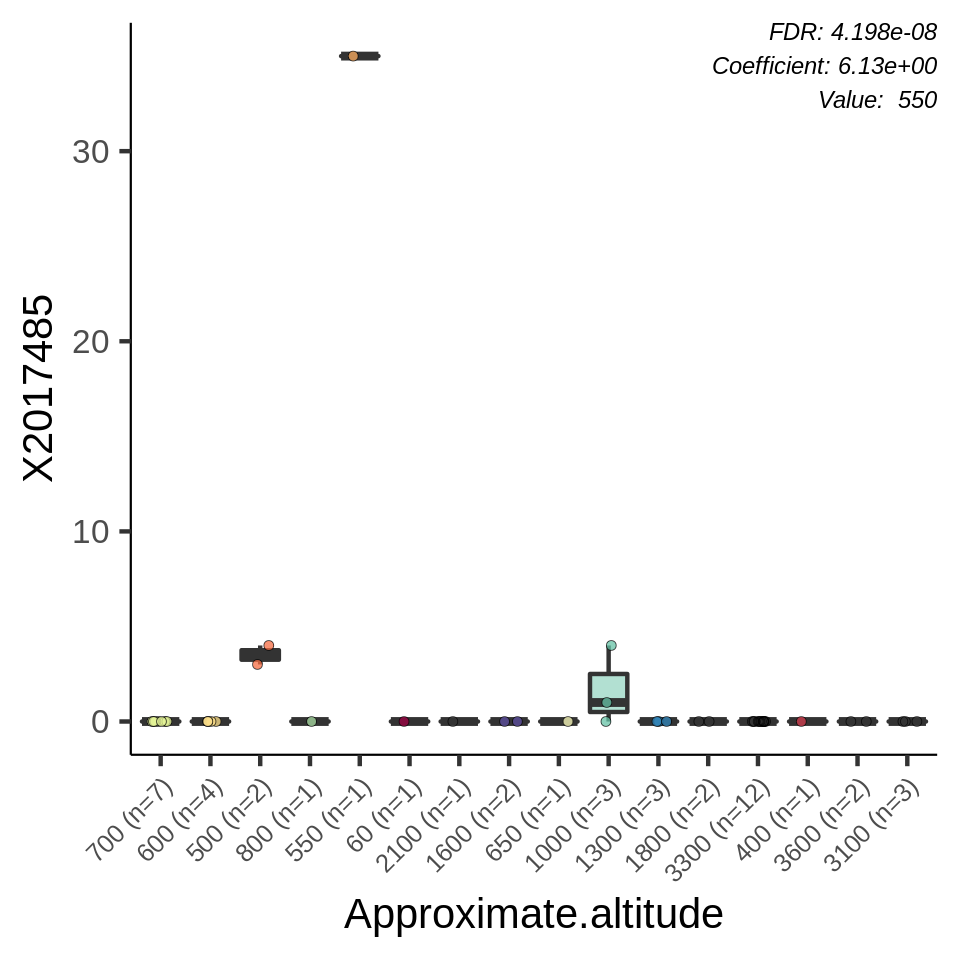 FDR: 4.198e-08
Coefficient: 6.13e+00
Value: 550
30
20
10
0
X2017485
700 (n=7)
600 (n=4)
500 (n=2)
800 (n=1)
550 (n=1)
60 (n=1)
2100 (n=1)
1600 (n=2)
650 (n=1)
1000 (n=3)
1300 (n=3)
1800 (n=2)
3300 (n=12)
400 (n=1)
3600 (n=2)
3100 (n=3)
Approximate.altitude